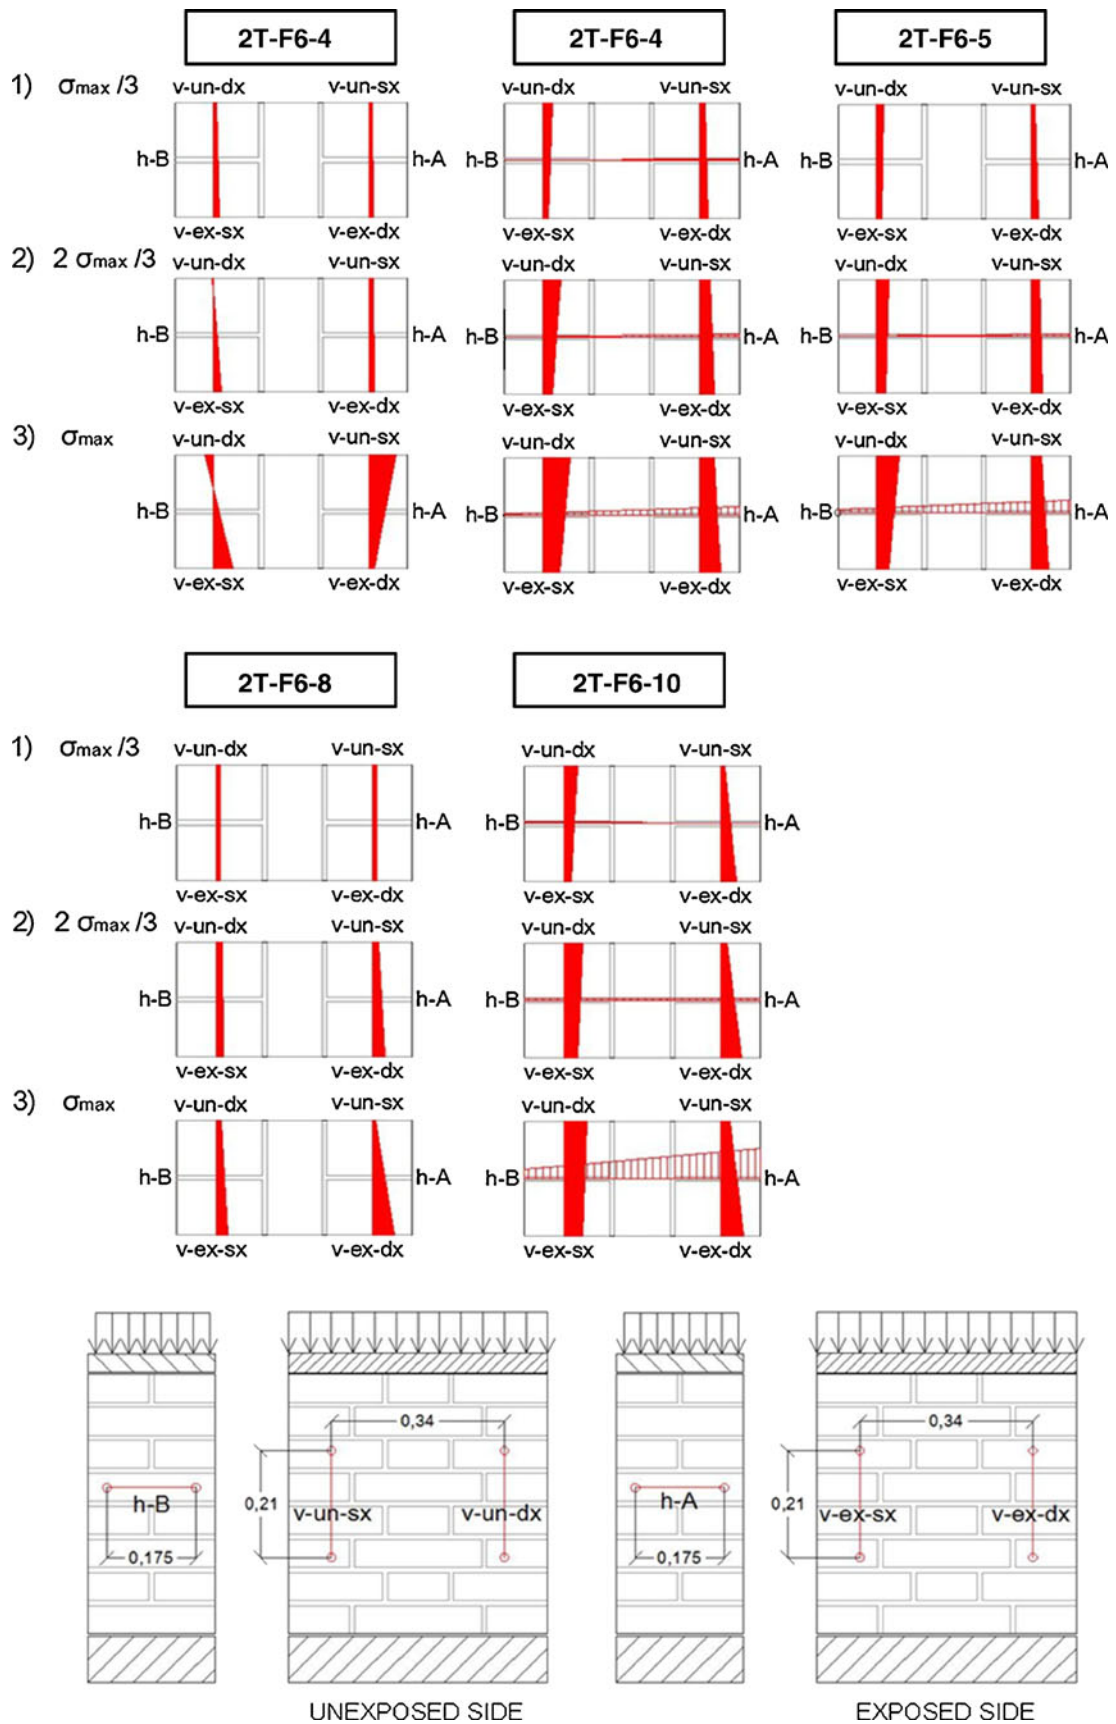 2T-F6-4 2T-F6-4 2T-F6-5
1) σmax /3 v-un-dx v-un-sx v-un-dx v-un-sx v-un-dx v-un-sx
h-B h-A h-B h-A h-B h-A
v-ex-sx v-ex-dx v-ex-sx v-ex-dx v-ex-sx v-ex-dx
2) 2 σmax /3 v-un-dx v-un-sx v-un-dx v-un-sx v-un-dx v-un-sx
h-B h-A h-B h-A h-B h-A
v-ex-sx v-ex-dx v-ex-sx v-ex-dx v-ex-sx v-ex-dx
3) σmax v-un-dx v-un-sx v-un-dx v-un-sx v-un-dx v-un-sx
h-B h-A h-B h-A h-B h-A
v-ex-sx v-ex-dx v-ex-sx v-ex-dx v-ex-sx v-ex-dx
2T-F6-8 2T-F6-10
1) σmax /3 v-un-dx v-un-sx v-un-dx v-un-sx
h-B h-A h-B h-A
v-ex-sx v-ex-dx v-ex-sx v-ex-dx
2) 2 σmax /3 v-un-dx v-un-sx v-un-dx v-un-sx
h-B h-A h-B h-A
v-ex-sx v-ex-dx v-ex-sx v-ex-dx
3) σmax v-un-dx v-un-sx v-un-dx v-un-sx
h-B h-A h-B h-A
v-ex-sx v-ex-dx v-ex-sx v-ex-dx
0,34 0,34
h-B 0,21 v-un-sx v-un-dx h-A 0,21 v-ex-sx v-ex-dx
0,175 0,175
UNEXPOSED SIDE EXPOSED SIDE